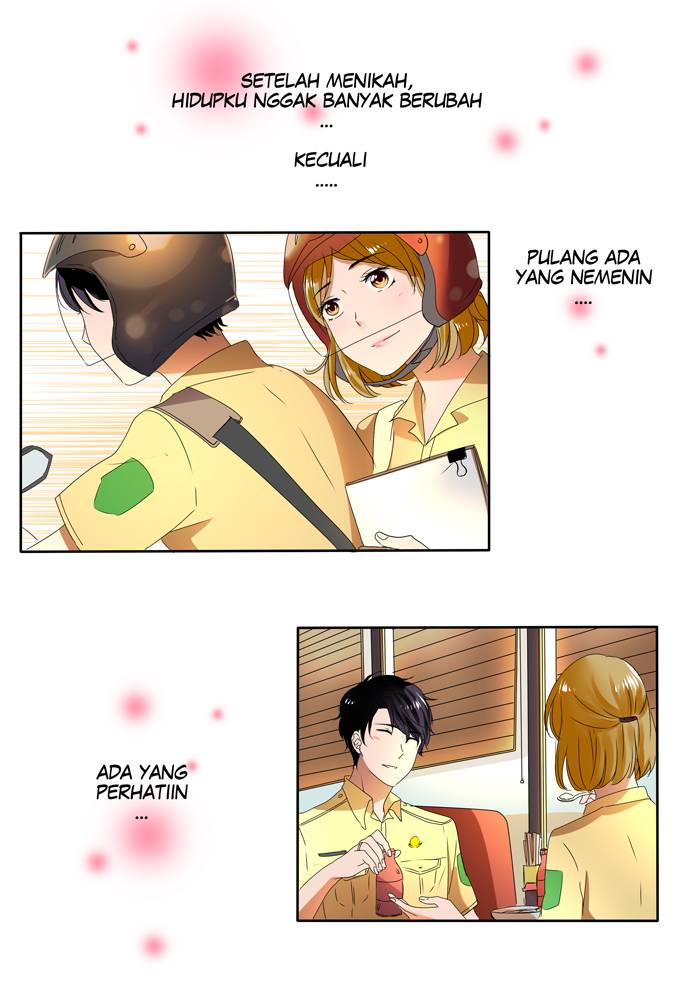 SETELAH MENIKAH,
HIDUPKU NGGAK BANYAK BERUBAH
...
KECUALI
.....
PULANG ADA
YANG NEMENIN
....
ADA YANG
PERHATIIN
...